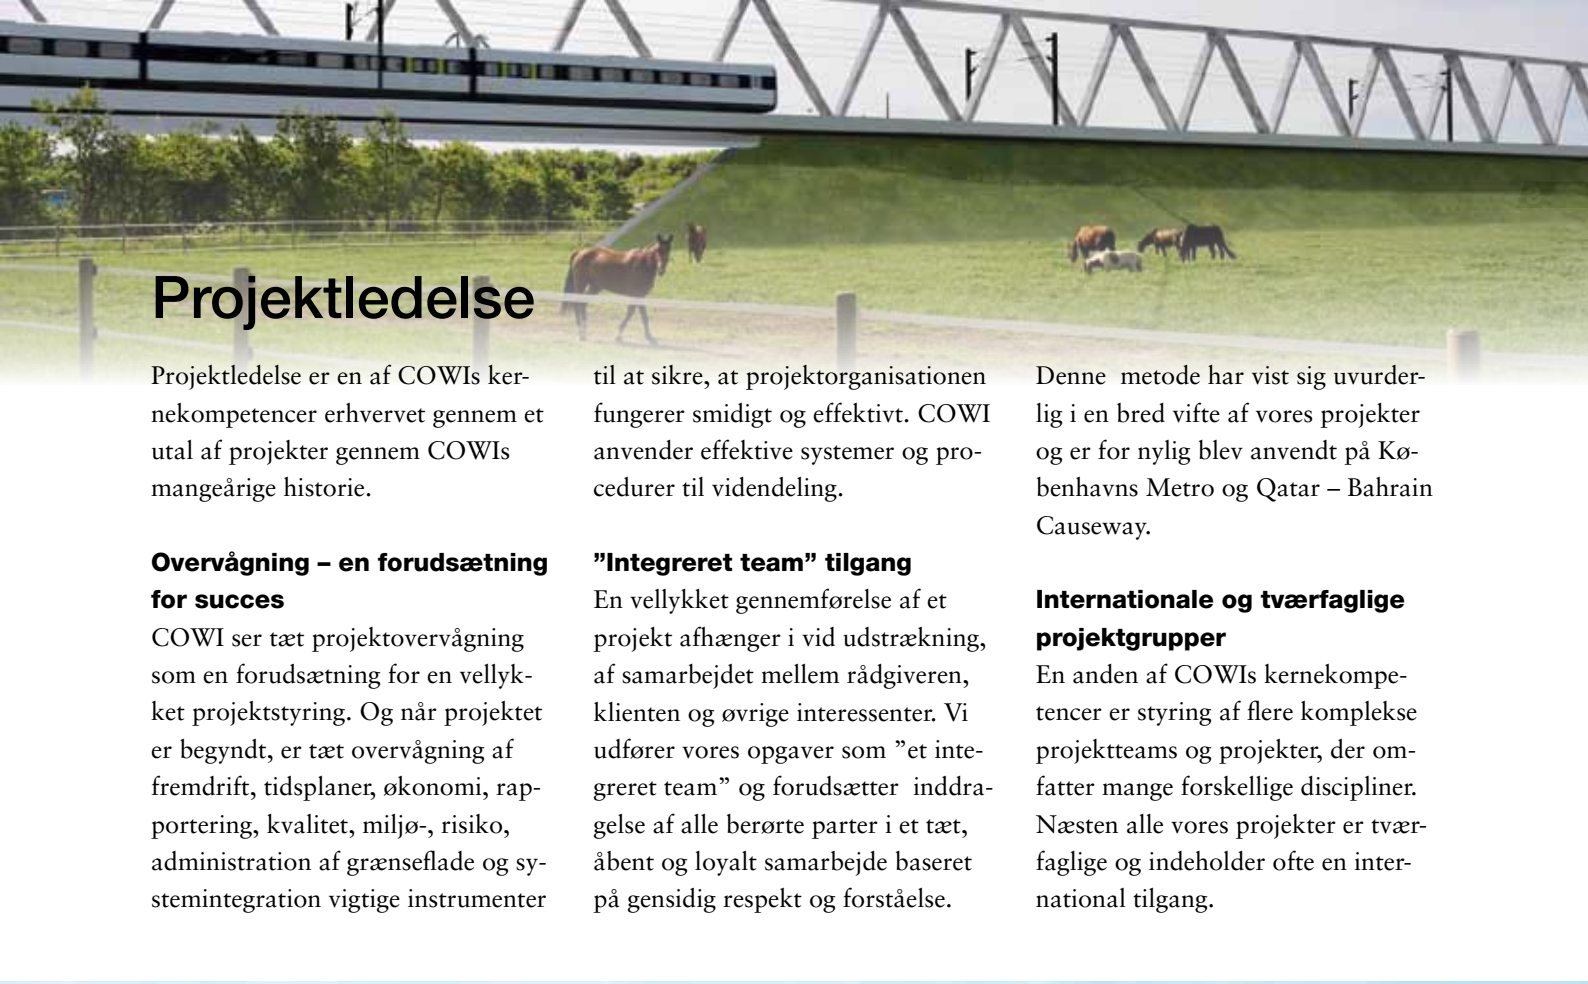 Projektledelse
Projektledelse er en af COWIs ker-
nekompetencer erhvervet gennem et
utal af projekter gennem COWIs
mangeårige historie.
Overvågning – en forudsætning
for succes
COWI ser tæt projektovervågning
som en forudsætning for en vellyk-
ket projektstyring. Og når projektet
er begyndt, er tæt overvågning af
fremdrift, tidsplaner, økonomi, rap-
portering, kvalitet, miljø-, risiko,
administration af grænseflade og sy-
stemintegration vigtige instrumenter
til at sikre, at projektorganisationen
fungerer smidigt og effektivt. COWI
anvender effektive systemer og pro-
cedurer til videndeling.
”Integreret team” tilgang
En vellykket gennemførelse af et
projekt afhænger i vid udstrækning,
af samarbejdet mellem rådgiveren,
klienten og øvrige interessenter. Vi
udfører vores opgaver som ”et inte-
greret team” og forudsætter  inddra-
gelse af alle berørte parter i et tæt,
åbent og loyalt samarbejde baseret
på gensidig respekt og forståelse.
Denne  metode har vist sig uvurder-
lig i en bred vifte af vores projekter
og er for nylig blev anvendt på Kø-
benhavns Metro og Qatar – Bahrain
Causeway.
Internationale og tværfaglige
projektgrupper
En anden af COWIs kernekompe-
tencer er styring af flere komplekse
projektteams og projekter, der om-
fatter mange forskellige discipliner.
Næsten alle vores projekter er tvær-
faglige og indeholder ofte en inter-
national tilgang.